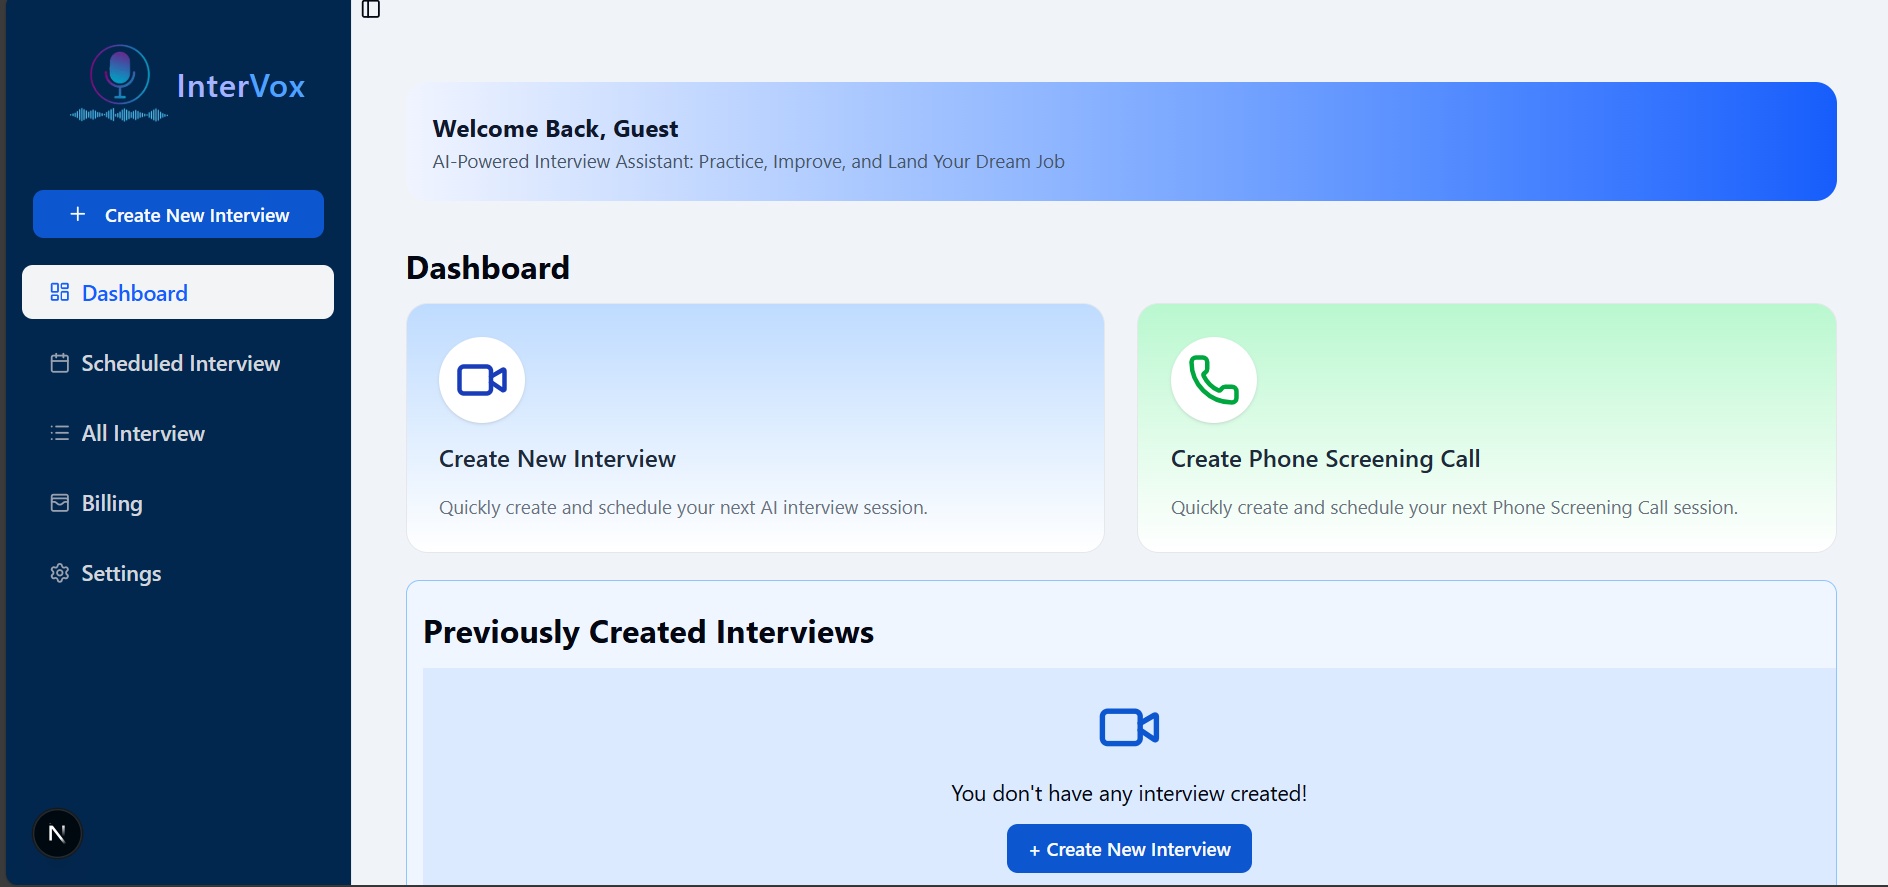 InterVox
+ Create New Interview
Dashboard
Scheduled Interview
All Interview
Billing
Settings
N
Welcome Back, Guest
AI-Powered Interview Assistant: Practice, Improve, and Land Your Dream Job
Dashboard
Create New Interview
Quickly create and schedule your next AI interview session.
Create Phone Screening Call
Quickly create and schedule your next Phone Screening Call session.
Previously Created Interviews
You don't have any interview created!
+ Create New Interview